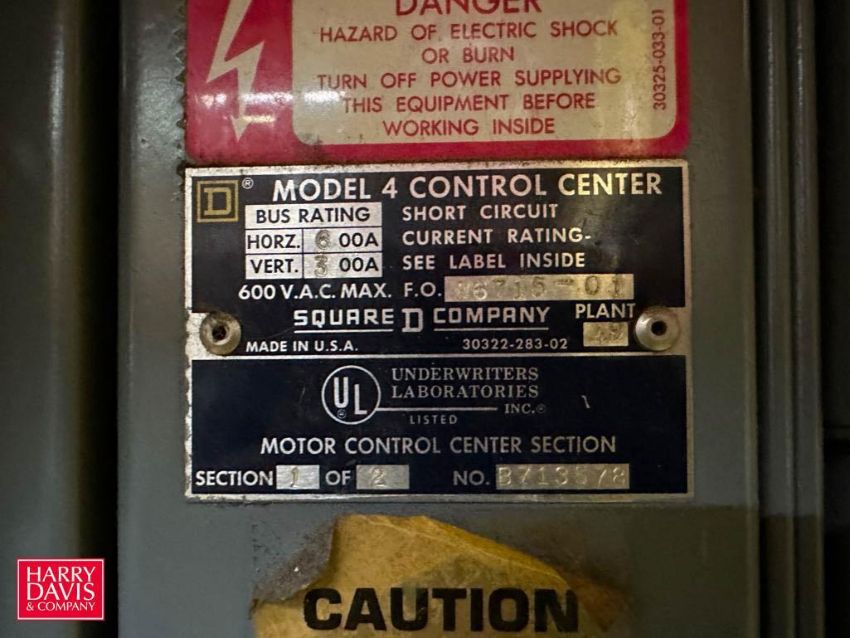 DANGER
HAZARD OF ELECTRIC SHOCK
OR BURN
TURN OFF POWER SUPPLYING
THIS EQUIPMENT BEFORE
WORKING INSIDE
30325-033-01
D® MODEL 4 CONTROL CENTER
BUS RATING SHORT CIRCUIT
HORZ. 600A CURRENT RATING-
VERT. 300A SEE LABEL INSIDE
600 V.A.C. MAX. F.O.
SQUARE D COMPANY PLANT
MADE IN U.S.A. 30322-283-02
UL® UNDERWRITERS
LABORATORIES
INC.®
LISTED
MOTOR CONTROL CENTER SECTION
SECTION 1 OF 2 NO. B713578
CAUTION
HARRY
DAVIS
& COMPANY